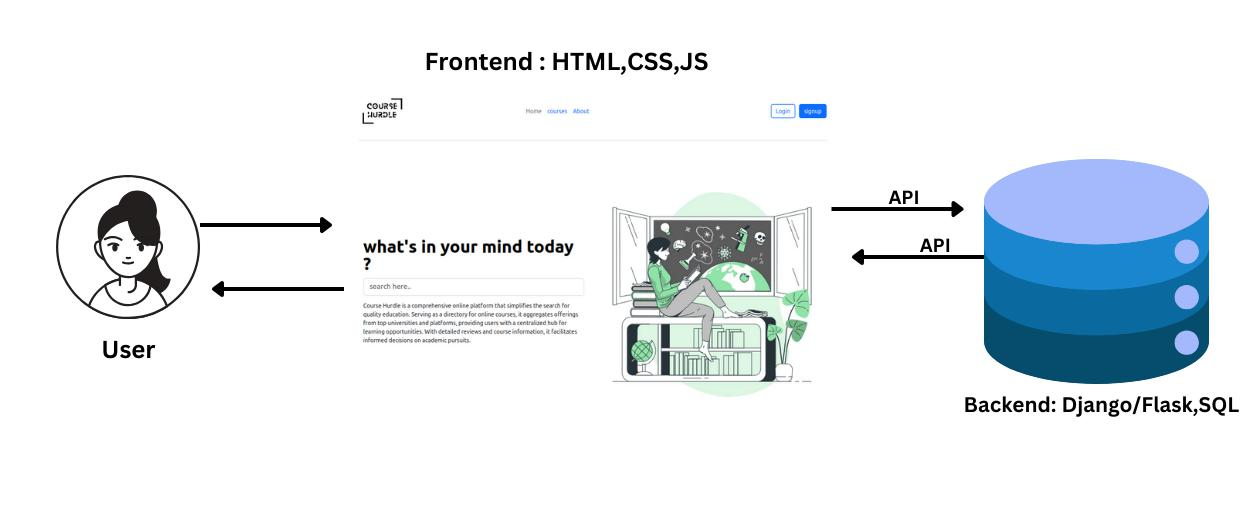 Frontend : HTML,CSS,JS
COURSE
HURDLE
Home courses About
Login signup
what's in your mind today
?
search here..
Course Hurdle is a comprehensive online platform that simplifies the search for
quality education. Serving as a directory for online courses, it aggregates offerings
from top universities and platforms, providing users with a centralized hub for
learning opportunities. With detailed reviews and course information, it facilitates
informed decisions on academic pursuits.
User
API
API
Backend: Django/Flask,SQL